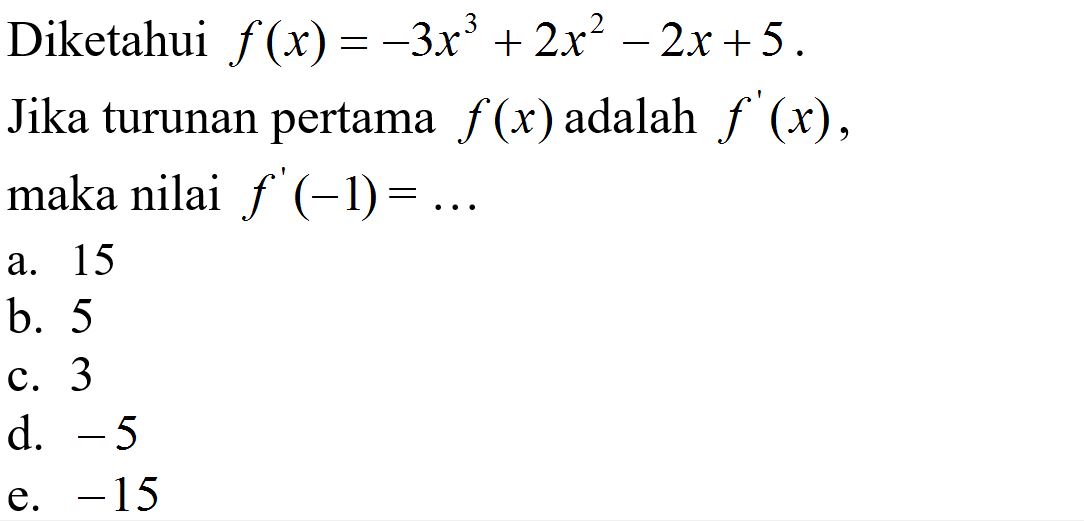 Diketahui f(x) = −3x³ + 2x² − 2x + 5.
Jika turunan pertama f(x) adalah f'(x),
maka nilai f'(−1) = …
a. 15
b. 5
c. 3
d. −5
e. −15